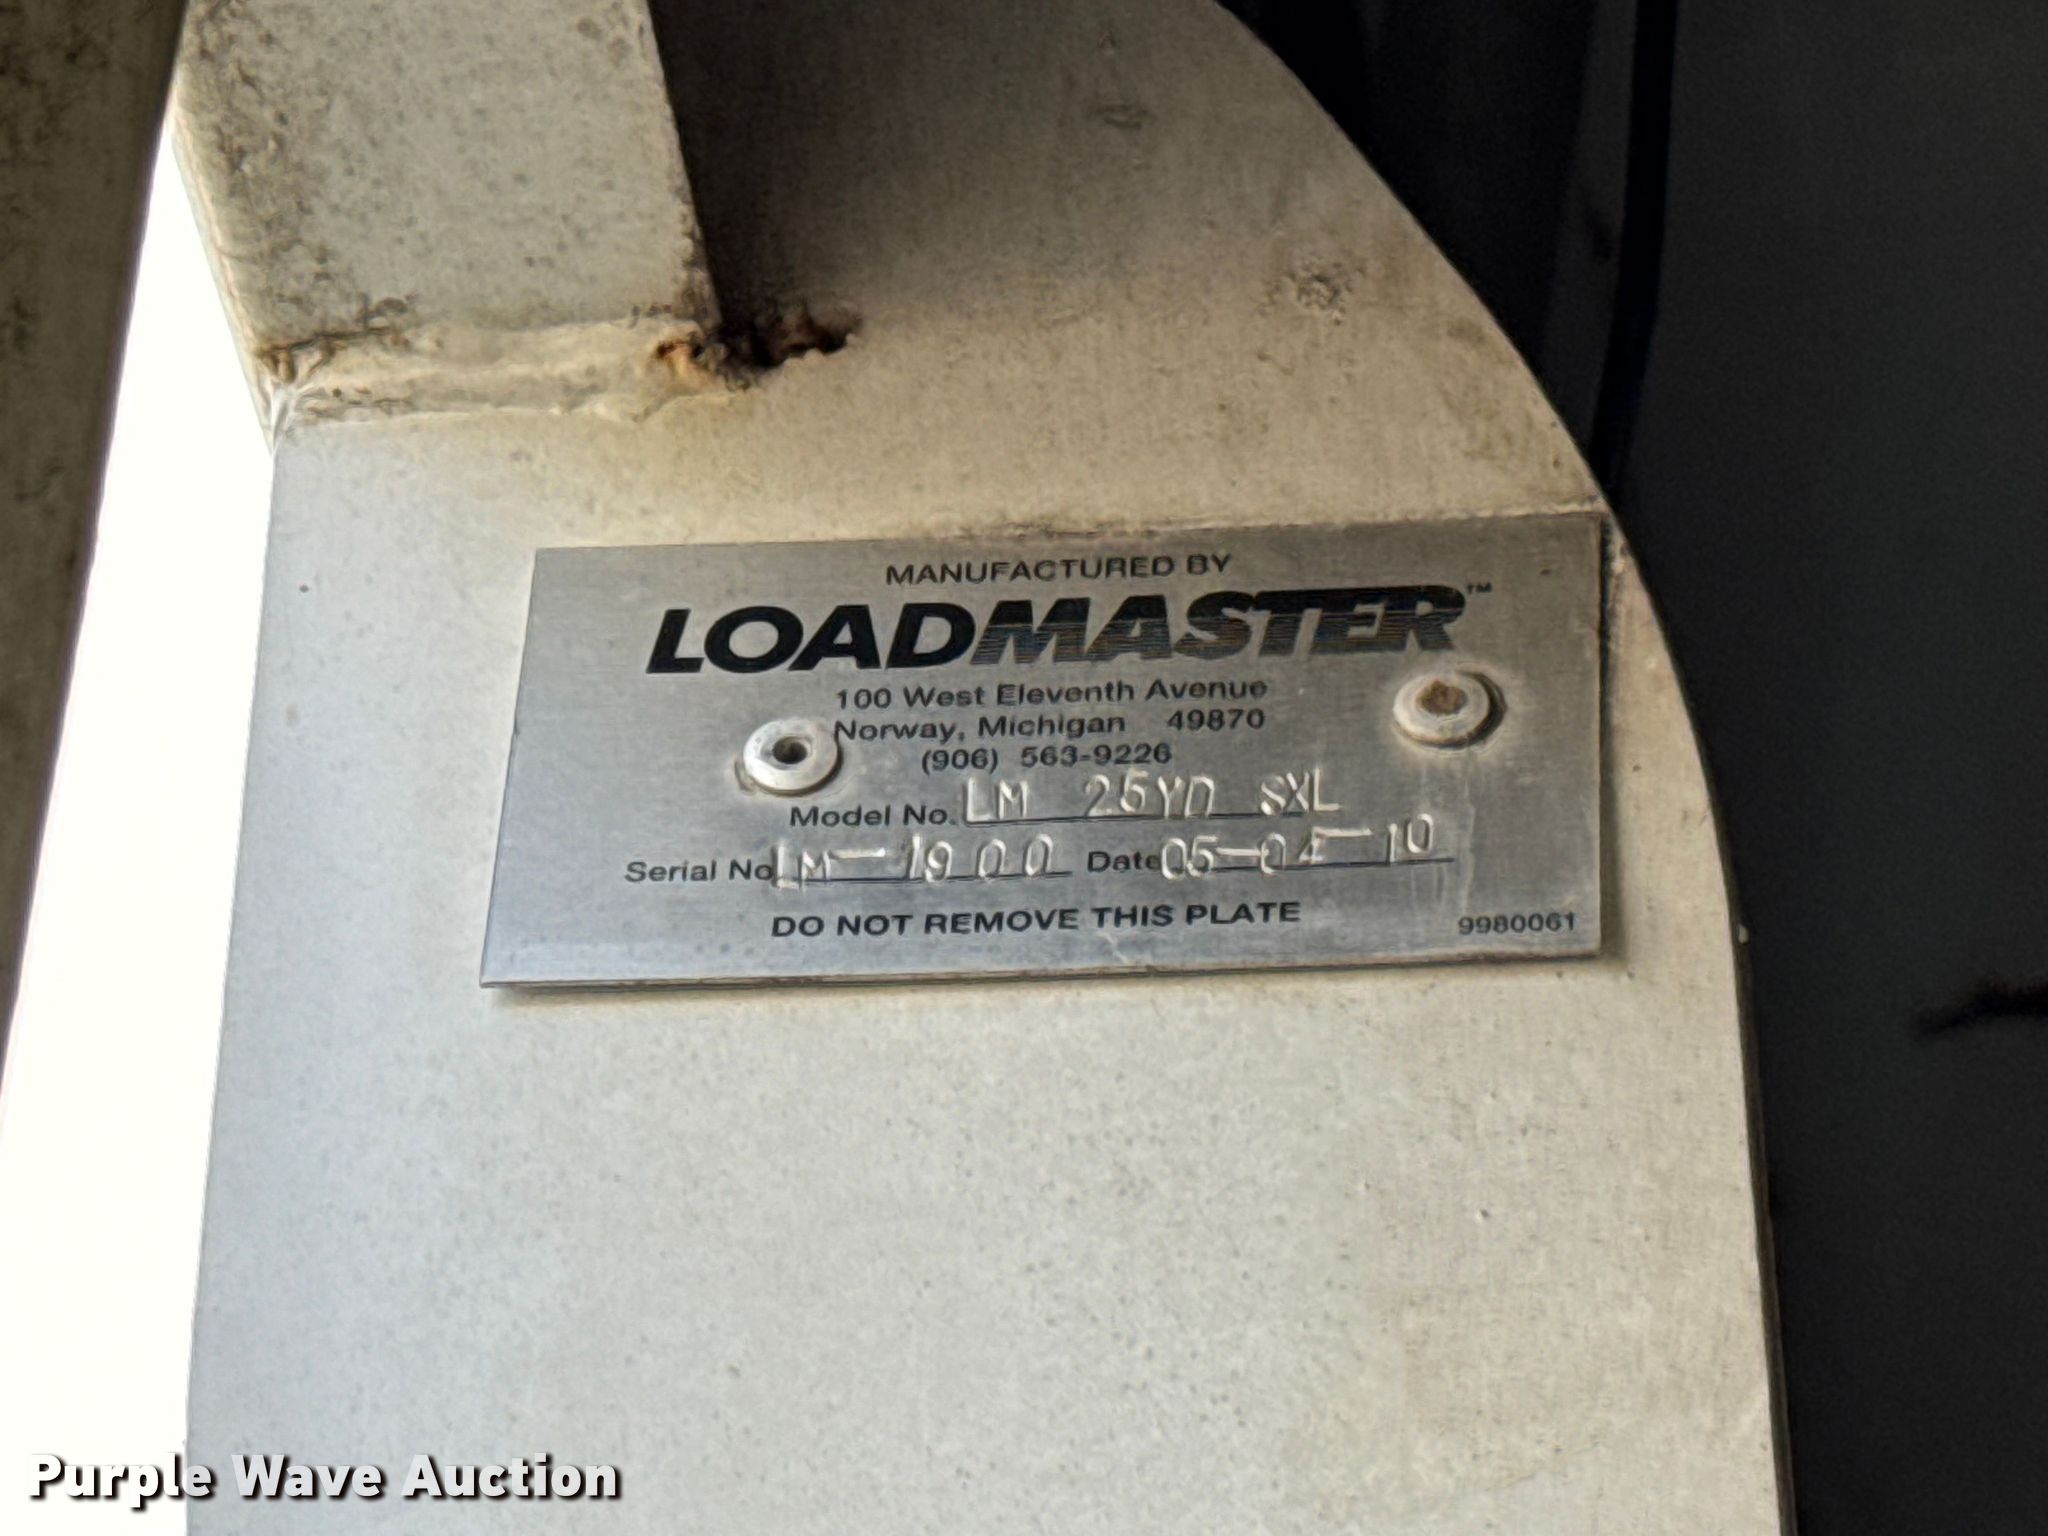 MANUFACTURED BY
LOADMASTER™
100 West Eleventh Avenue
Norway, Michigan 49870
(906) 563-9226
Model No. LM 25YD SXL
Serial No. LM-1900 Date 05-04-10
DO NOT REMOVE THIS PLATE
9980061
Purple Wave Auction